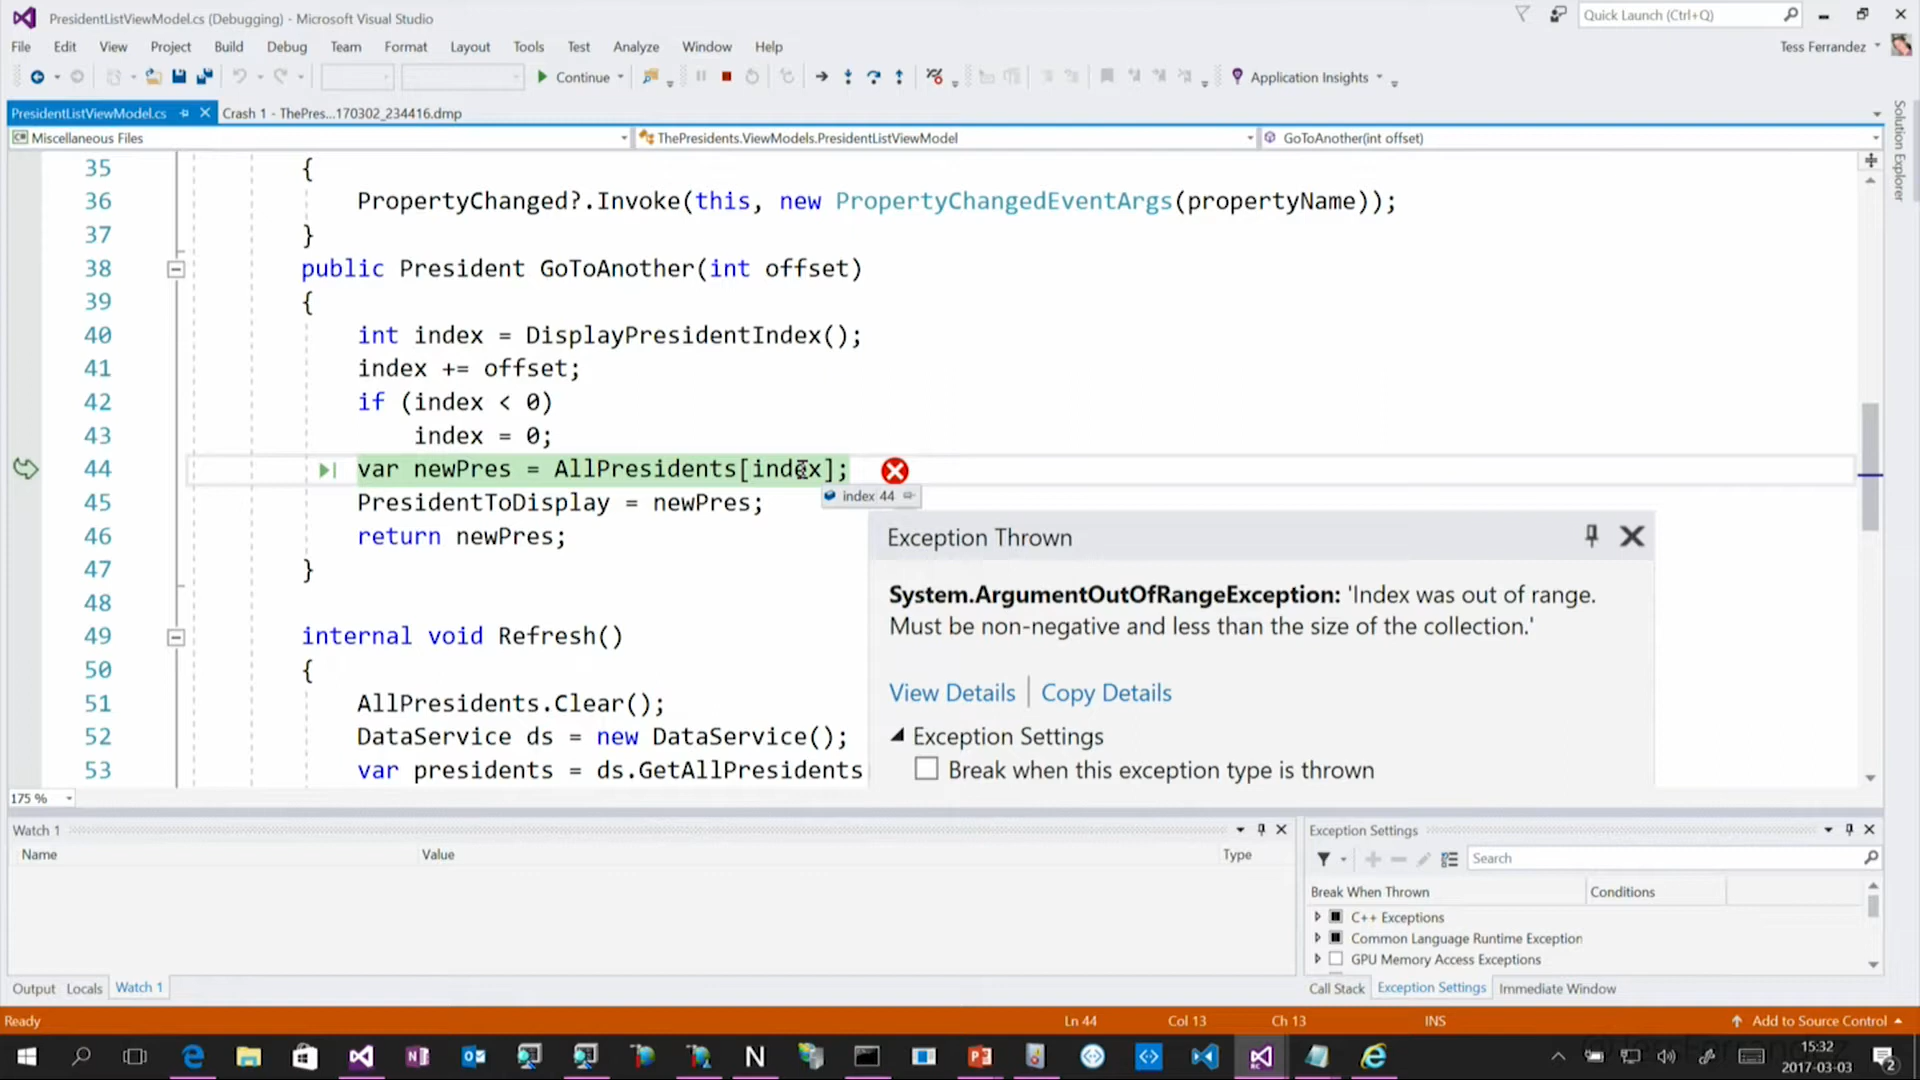 PresidentListViewModel.cs (Debugging) - Microsoft Visual Studio
Quick Launch (Ctrl+Q)
File Edit View Project Build Debug Team Format Layout Tools Test Analyze Window Help
Tess Ferrandez
Continue
Application Insights
PresidentListViewModel.cs
Crash 1 - ThePres...170302_234416.dmp
Solution Explorer
Miscellaneous Files
ThePresidents.ViewModels.PresidentListViewModel
GoToAnother(int offset)
35 {
36 PropertyChanged?.Invoke(this, new PropertyChangedEventArgs(propertyName));
37 }
38 public President GoToAnother(int offset)
39 {
40 int index = DisplayPresidentIndex();
41 index += offset;
42 if (index < 0)
43 index = 0;
44 var newPres = AllPresidents[index];
index 44
45 PresidentToDisplay = newPres;
46 return newPres;
47 }
48
49 internal void Refresh()
50 {
51 AllPresidents.Clear();
52 DataService ds = new DataService();
53 var presidents = ds.GetAllPresidents
Exception Thrown
System.ArgumentOutOfRangeException: 'Index was out of range.
Must be non-negative and less than the size of the collection.'
View Details | Copy Details
Exception Settings
Break when this exception type is thrown
175 %
Watch 1
Name Value Type
Exception Settings
Search
Break When Thrown Conditions
C++ Exceptions
Common Language Runtime Exception
GPU Memory Access Exceptions
Output Locals Watch 1
Call Stack Exception Settings Immediate Window
Ready
Ln 44 Col 13 Ch 13 INS
Add to Source Control
15:32
2017-03-03
2